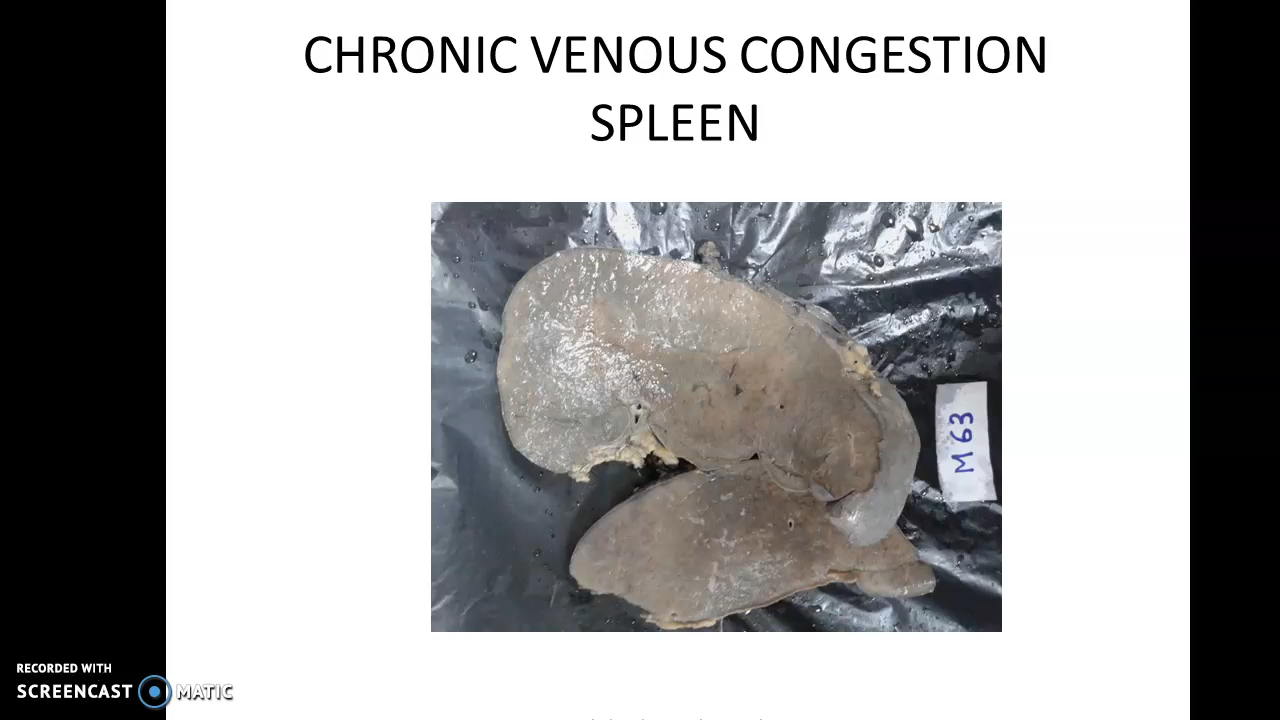 CHRONIC VENOUS CONGESTION
SPLEEN
M63
RECORDED WITH
SCREENCAST MATIC